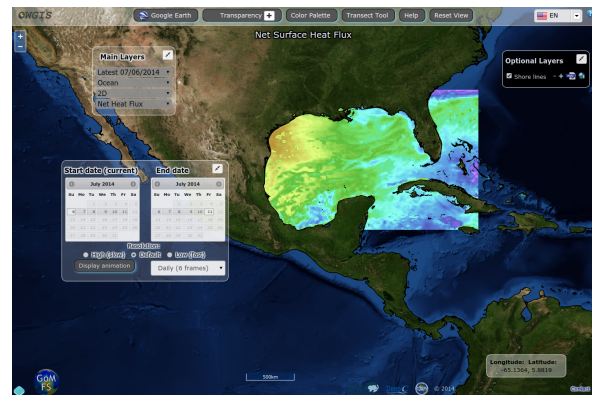 ONGIS
Google Earth
Transparency +
Color Palette
Transect Tool
Help
Reset View
EN
+
-
Net Surface Heat Flux
Main Layers
Latest 07/06/2014
Ocean
2D
Net Heat Flux
Optional Layers
Shore lines - +
Start date (current) End date
July 2014 July 2014
Su Mo Tu We Th Fr Sa Su Mo Tu We Th Fr Sa
6 7 8 9 10 11 6 7 8 9 10 11
Resolution:
High (slow) Default Low (fast)
Display animation Daily (6 frames)
Longitude: Latitude:
-65.1364, 5.8819
500km
GoM
FS
© 2014
Contact